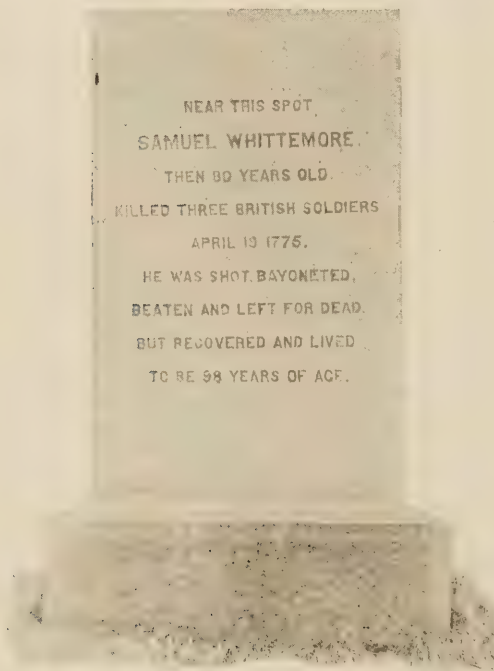 NEAR THIS SPOT
SAMUEL WHITTEMORE.
THEN 80 YEARS OLD.
KILLED THREE BRITISH SOLDIERS
APRIL 19 1775.
HE WAS SHOT, BAYONETED,
BEATEN AND LEFT FOR DEAD.
BUT RECOVERED AND LIVED
TO BE 98 YEARS OF AGE.